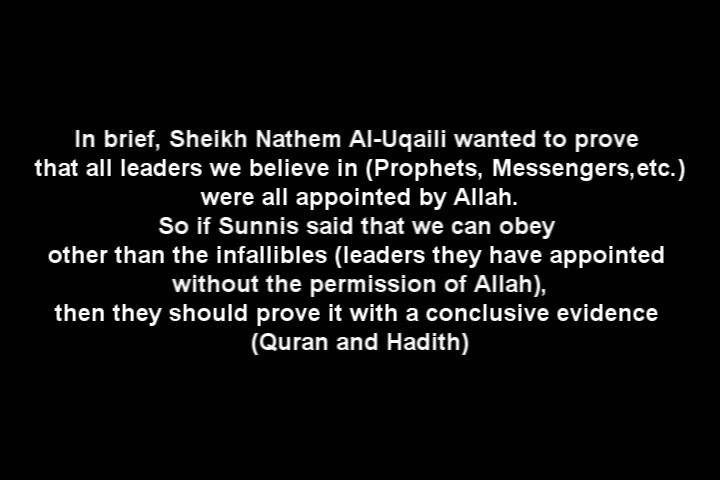 In brief, Sheikh Nathem Al-Uqaili wanted to prove
that all leaders we believe in (Prophets, Messengers,etc.)
were all appointed by Allah.
So if Sunnis said that we can obey
other than the infallibles (leaders they have appointed
without the permission of Allah),
then they should prove it with a conclusive evidence
(Quran and Hadith)